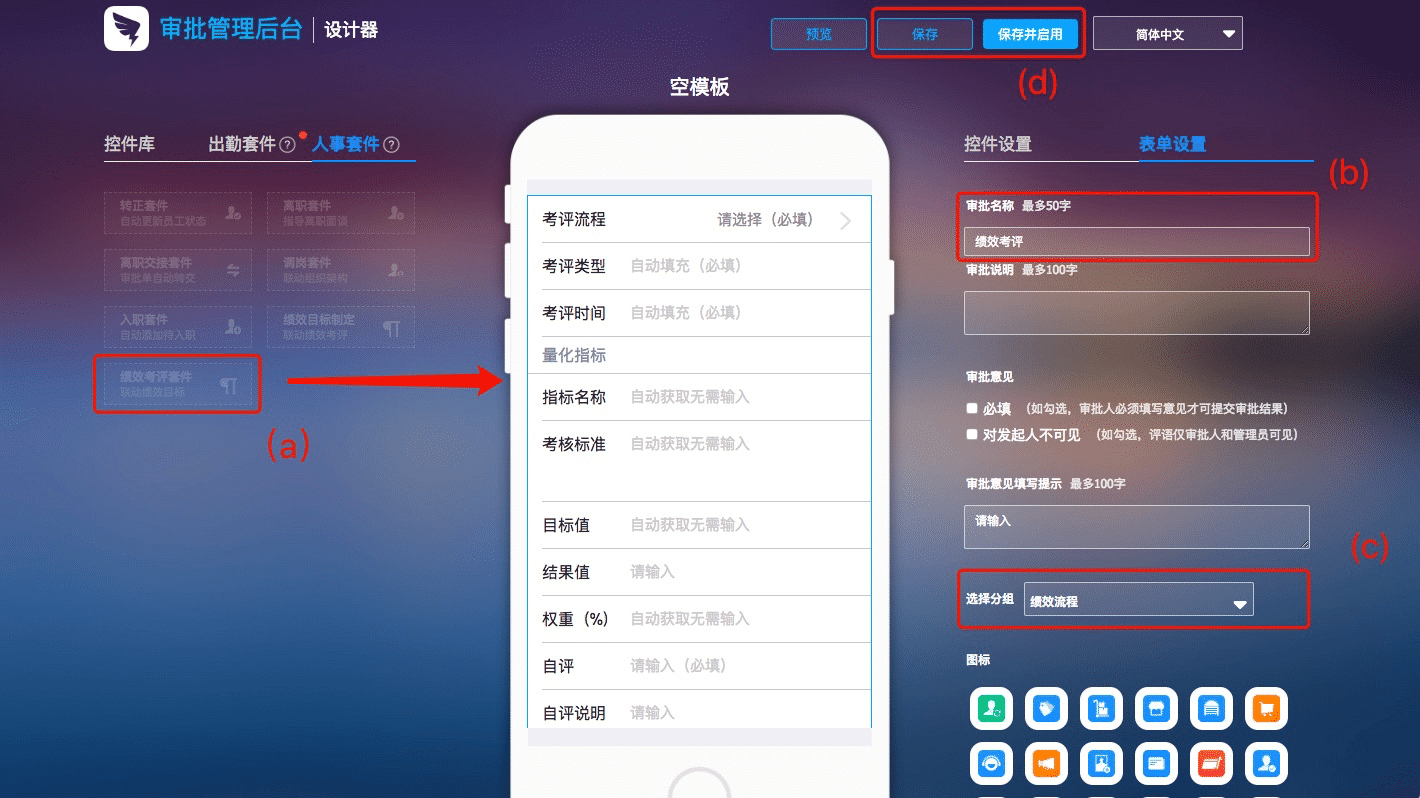 审批管理后台 设计器
预览 保存 保存并启用 简体中文
(d)
空模板
控件库 出勤套件? 人事套件?
转正套件
自动更新员工状态
离职套件
指导离职面谈
离职交接套件
审批单自动转交
调岗套件
联动组织架构
入职套件
自动添加待入职
绩效目标制定
联动绩效考评
绩效考评套件
联动绩效目标
(a)
考评流程 请选择（必填）
考评类型 自动填充（必填）
考评时间 自动填充（必填）
量化指标
指标名称 自动获取无需输入
考核标准 自动获取无需输入
目标值 自动获取无需输入
结果值 请输入
权重（%） 自动获取无需输入
自评 请输入（必填）
自评说明 请输入
控件设置 表单设置
(b)
审批名称 最多50字
绩效考评
审批说明 最多100字
审批意见
必填 （如勾选，审批人必须填写意见才可提交审批结果）
对发起人不可见 （如勾选，评语仅审批人和管理员可见）
审批意见填写提示 最多100字
请输入
(c)
选择分组 绩效流程
图标